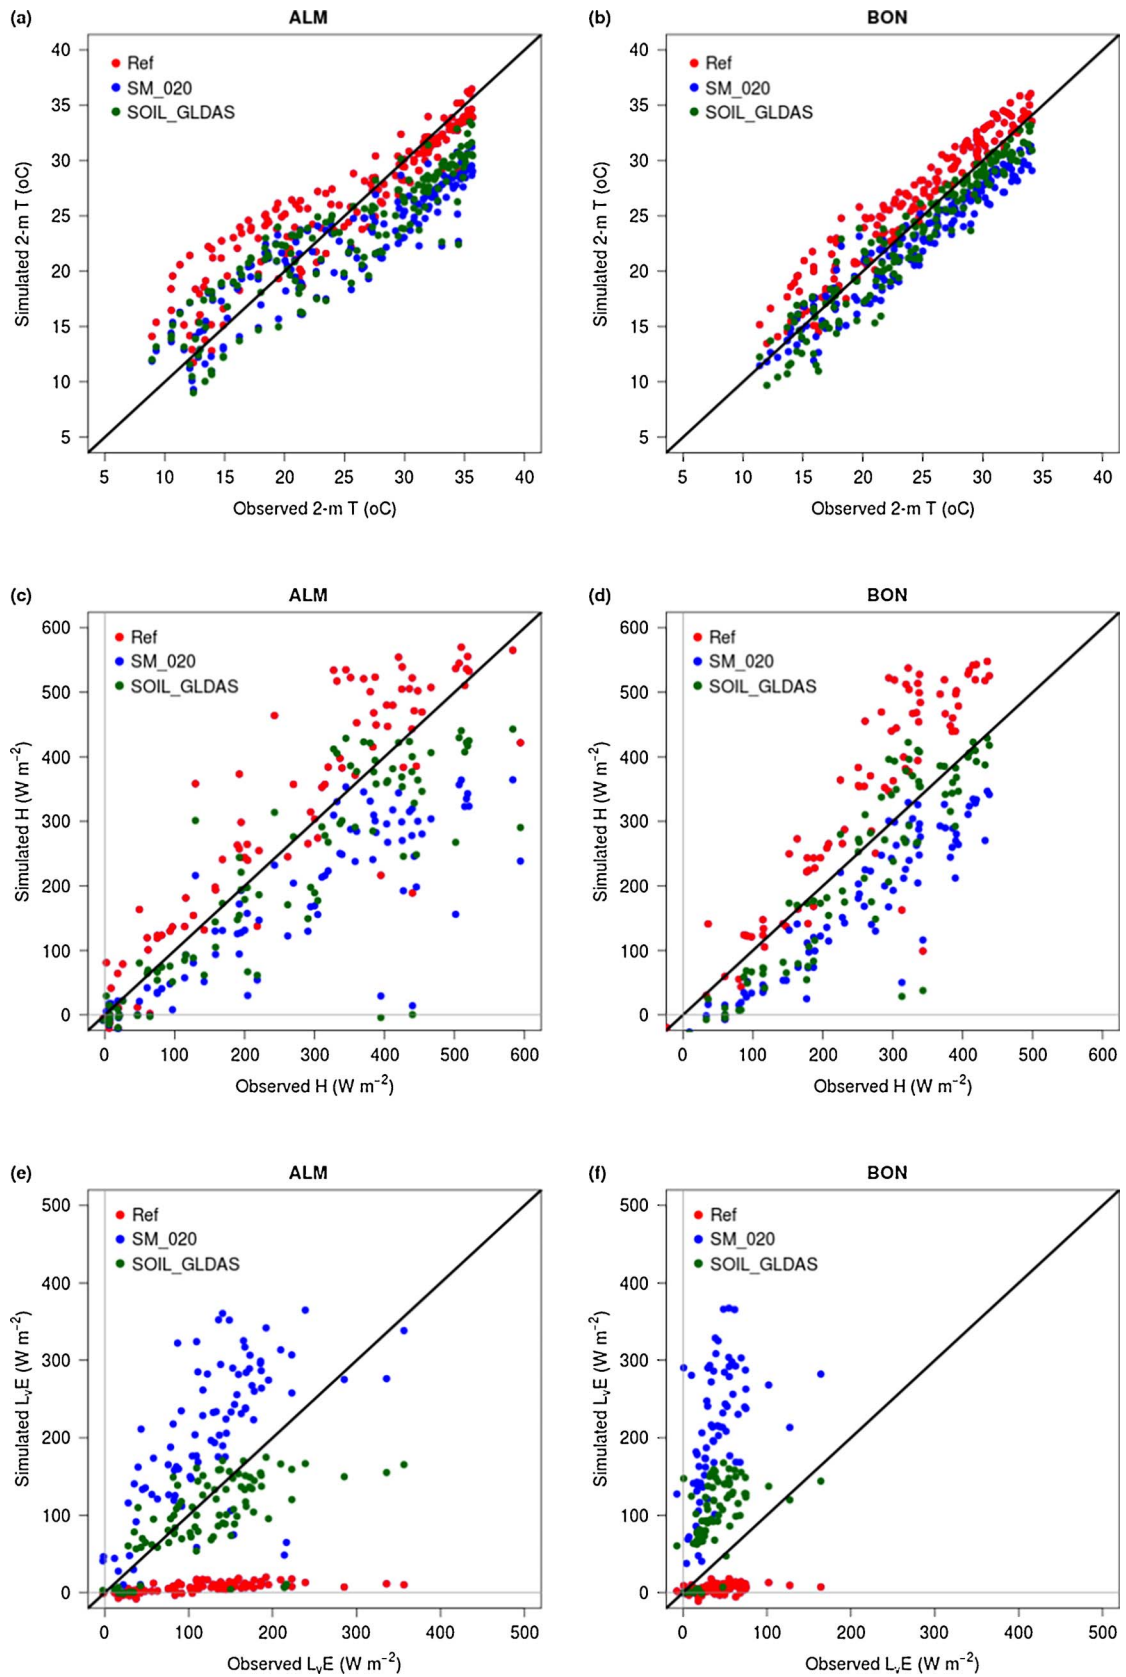 (a) ALM
Ref
SM_020
SOIL_GLDAS
40
35
30
25
20
15
10
5
Simulated 2-m T (oC)
5 10 15 20 25 30 35 40
Observed 2-m T (oC)
(b) BON
Ref
SM_020
SOIL_GLDAS
40
35
30
25
20
15
10
5
Simulated 2-m T (oC)
5 10 15 20 25 30 35 40
Observed 2-m T (oC)
(c) ALM
Ref
SM_020
SOIL_GLDAS
600
500
400
300
200
100
0
Simulated H (W m⁻²)
0 100 200 300 400 500 600
Observed H (W m⁻²)
(d) BON
Ref
SM_020
SOIL_GLDAS
600
500
400
300
200
100
0
Simulated H (W m⁻²)
0 100 200 300 400 500 600
Observed H (W m⁻²)
(e) ALM
Ref
SM_020
SOIL_GLDAS
500
400
300
200
100
0
Simulated LᵥE (W m⁻²)
0 100 200 300 400 500
Observed LᵥE (W m⁻²)
(f) BON
Ref
SM_020
SOIL_GLDAS
500
400
300
200
100
0
Simulated LᵥE (W m⁻²)
0 100 200 300 400 500
Observed LᵥE (W m⁻²)